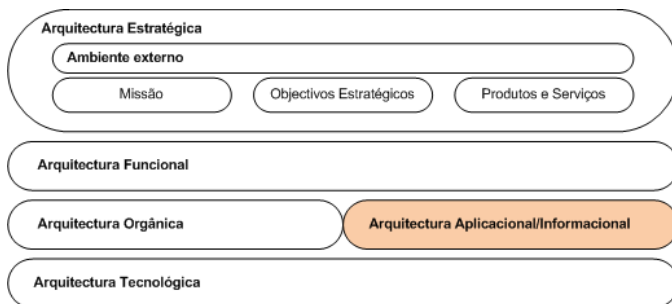 Arquitectura Estratégica
Ambiente externo
Missão
Objectivos Estratégicos
Produtos e Serviços
Arquitectura Funcional
Arquitectura Orgânica
Arquitectura Aplicacional/Informacional
Arquitectura Tecnológica